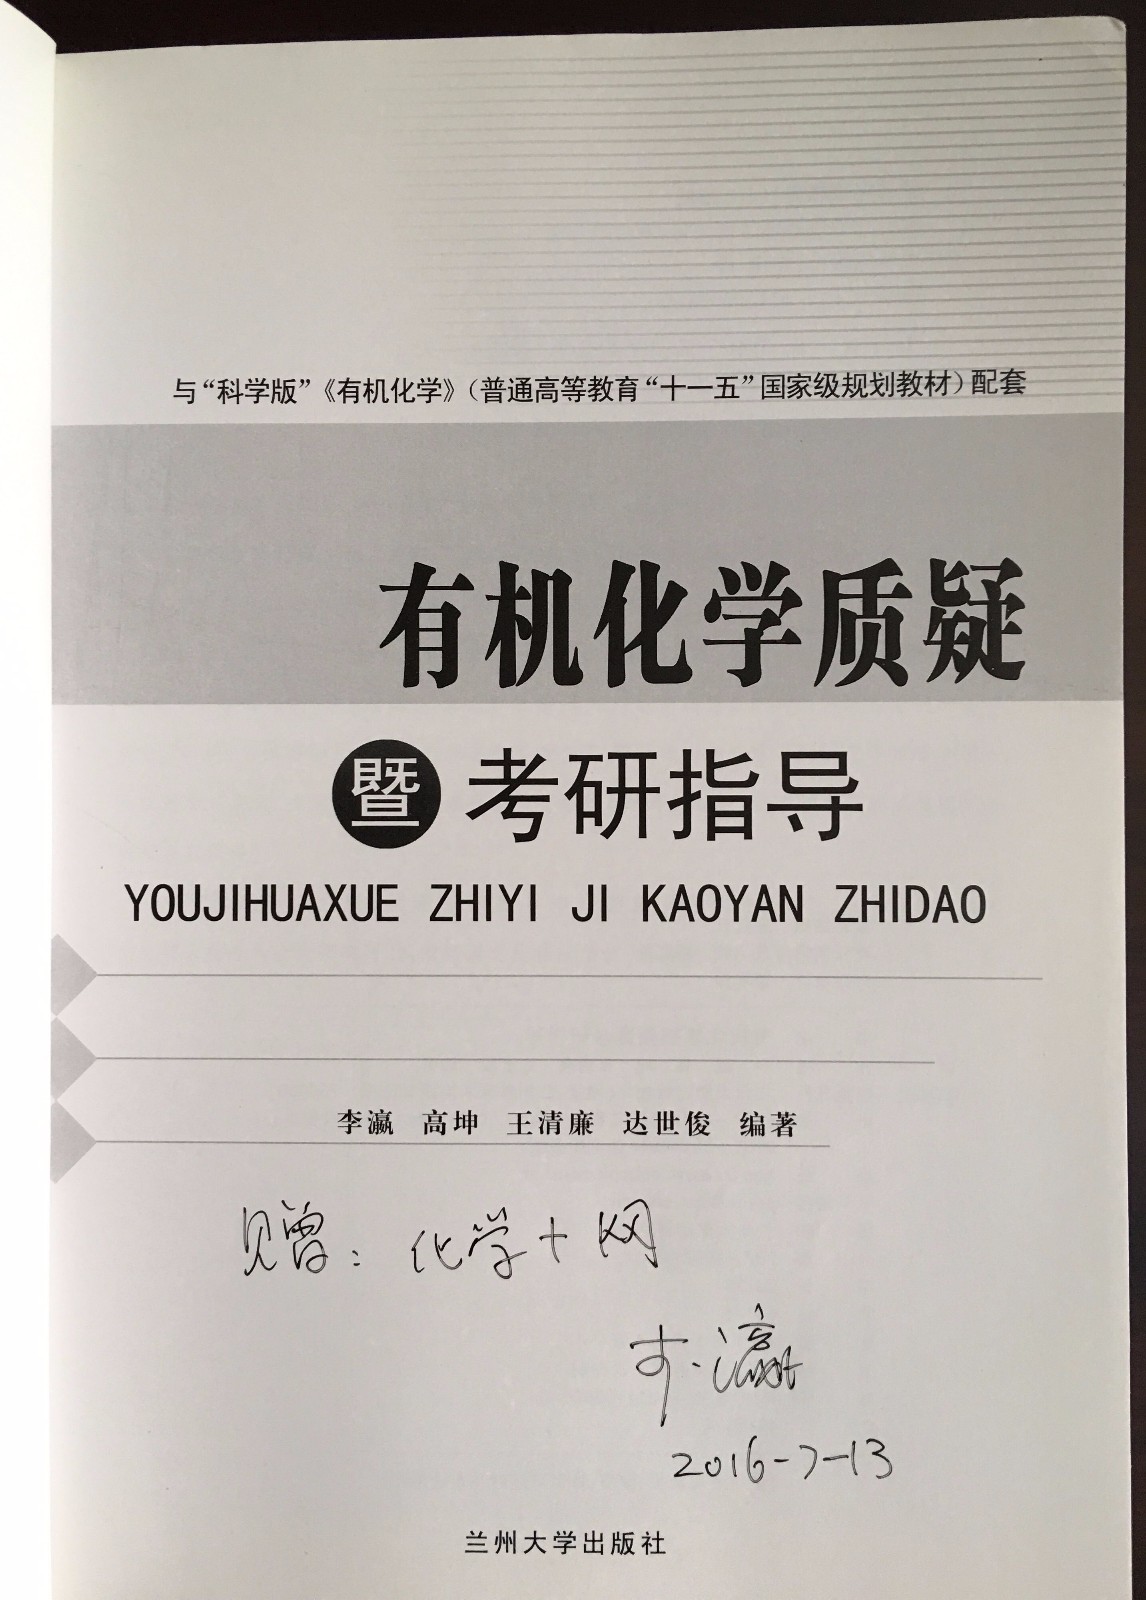 与“科学版”《有机化学》（普通高等教育“十一五”国家级规划教材）配套
有机化学质疑
暨 考研指导
YOUJIHUAXUE ZHIYI JI KAOYAN ZHIDAO
李瀛 高坤 王清廉 达世俊 编著
赠：化学+网
李瀛
2016-7-13
兰州大学出版社